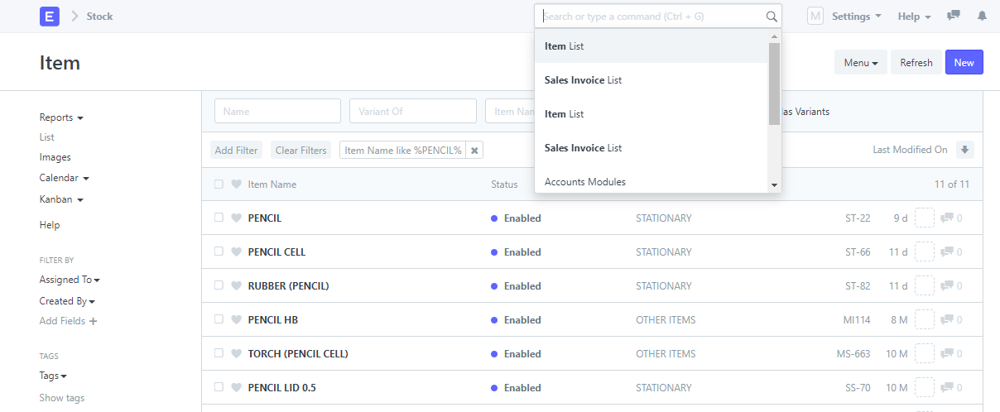 E Stock Search or type a command (Ctrl + G) M Settings Help
Item List
Sales Invoice List
Item List
Sales Invoice List
Accounts Modules
Item Menu Refresh New
Reports
List
Images
Calendar
Kanban
Help
FILTER BY
Assigned To
Created By
Add Fields +
TAGS
Tags
Show tags
Name Variant Of Item Nam as Variants
Add Filter Clear Filters Item Name like %PENCIL% × Last Modified On
Item Name Status 11 of 11
PENCIL Enabled STATIONARY ST-22 9 d 0
PENCIL CELL Enabled STATIONARY ST-66 11 d 0
RUBBER (PENCIL) Enabled STATIONARY ST-82 11 d 0
PENCIL HB Enabled OTHER ITEMS MI114 8 M 0
TORCH (PENCIL CELL) Enabled OTHER ITEMS MS-663 10 M 0
PENCIL LID 0.5 Enabled STATIONARY SS-70 10 M 0